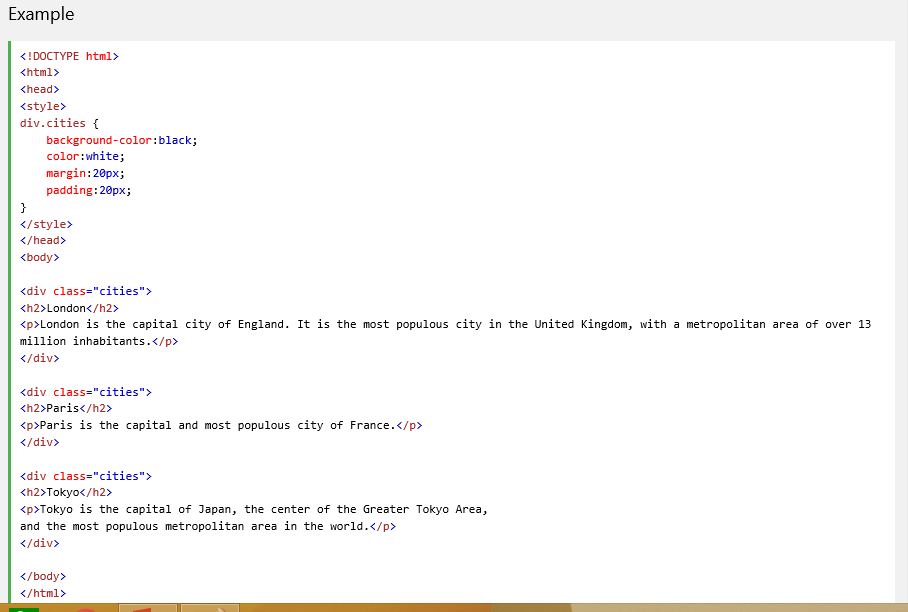 Example
<!DOCTYPE html>
<html>
<head>
<style>
div.cities {
    background-color:black;
    color:white;
    margin:20px;
    padding:20px;
}
</style>
</head>
<body>

<div class="cities">
<h2>London</h2>
<p>London is the capital city of England. It is the most populous city in the United Kingdom, with a metropolitan area of over 13
million inhabitants.</p>
</div>

<div class="cities">
<h2>Paris</h2>
<p>Paris is the capital and most populous city of France.</p>
</div>

<div class="cities">
<h2>Tokyo</h2>
<p>Tokyo is the capital of Japan, the center of the Greater Tokyo Area,
and the most populous metropolitan area in the world.</p>
</div>

</body>
</html>